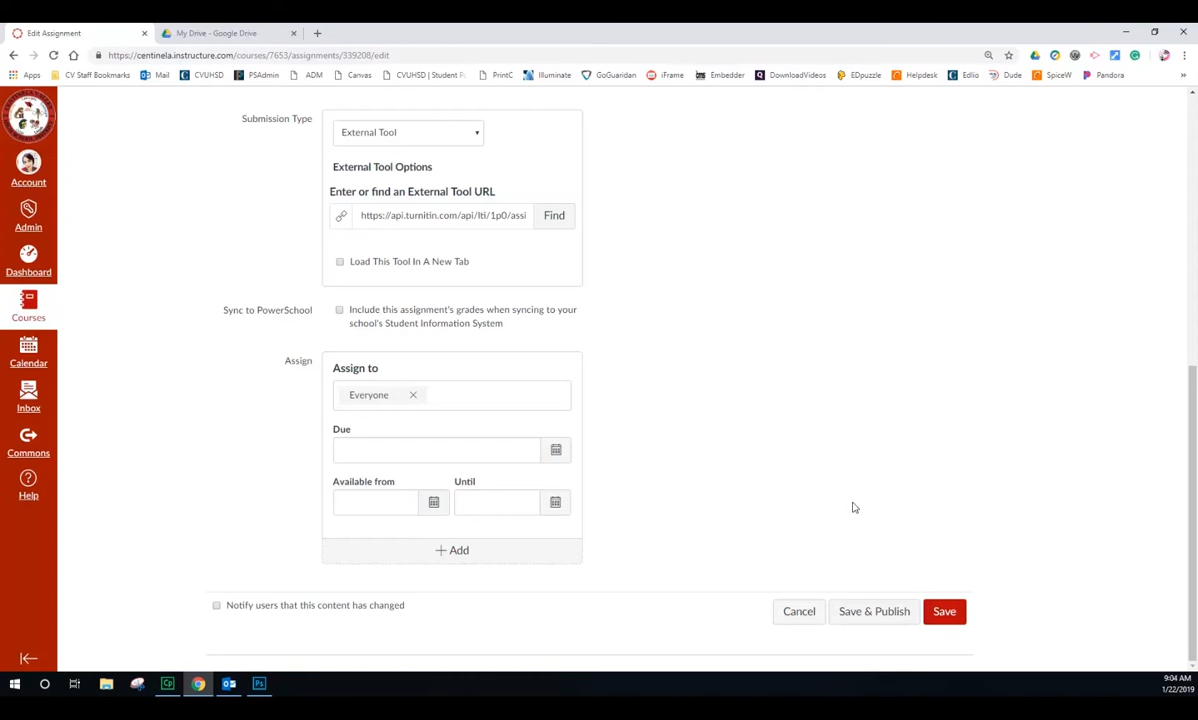 Edit Assignment
My Drive - Google Drive
https://centinela.instructure.com/courses/7653/assignments/339208/edit
Apps
CV Staff Bookmarks
Mail
CVUHSD
PSAdmin
ADM
Canvas
CVUHSD | Student P
PrintC
Illuminate
GoGuardian
iFrame
Embedder
DownloadVideos
EDpuzzle
Helpdesk
Edlio
Dude
SpiceW
Pandora
Account
Admin
Dashboard
Courses
Calendar
Inbox
Commons
Help
Submission Type
External Tool
External Tool Options
Enter or find an External Tool URL
https://api.turnitin.com/api/lti/1p0/assi
Find
Load This Tool In A New Tab
Sync to PowerSchool
Include this assignment's grades when syncing to your
school's Student Information System
Assign
Assign to
Everyone
Due
Available from
Until
+ Add
Notify users that this content has changed
Cancel
Save & Publish
Save
9:04 AM
1/22/2019